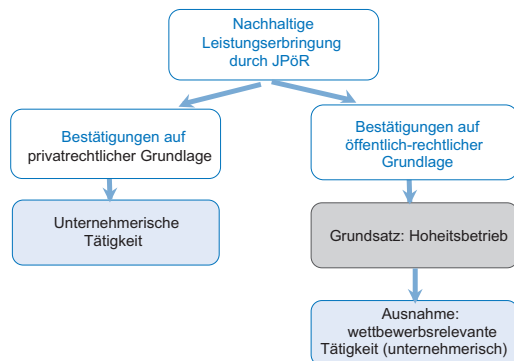 Nachhaltige
Leistungserbringung
durch JPöR
Bestätigungen auf
privatrechtlicher Grundlage
Bestätigungen auf
öffentlich-rechtlicher
Grundlage
Unternehmerische
Tätigkeit
Grundsatz: Hoheitsbetrieb
Ausnahme:
wettbewerbsrelevante
Tätigkeit (unternehmerisch)